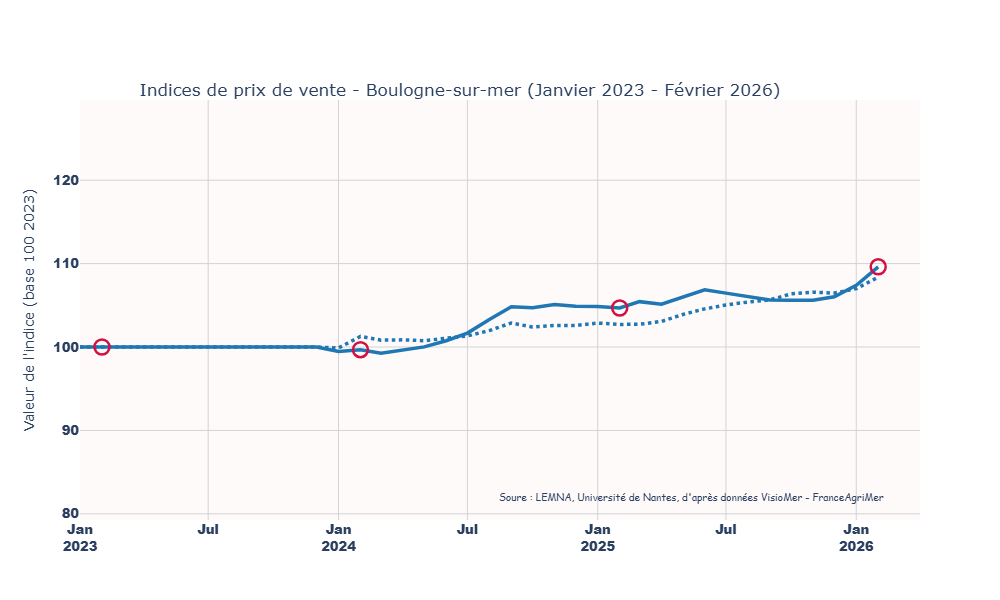 Indices de prix de vente - Boulogne-sur-mer (Janvier 2023 - Février 2026)
Valeur de l'Indice (base 100 2023)
120
110
100
90
80
Soure : LEMNA, Université de Nantes, d'après données VisioMer - FranceAgriMer
Jan Jul Jan Jul Jan Jul Jan
2023 2024 2025 2026